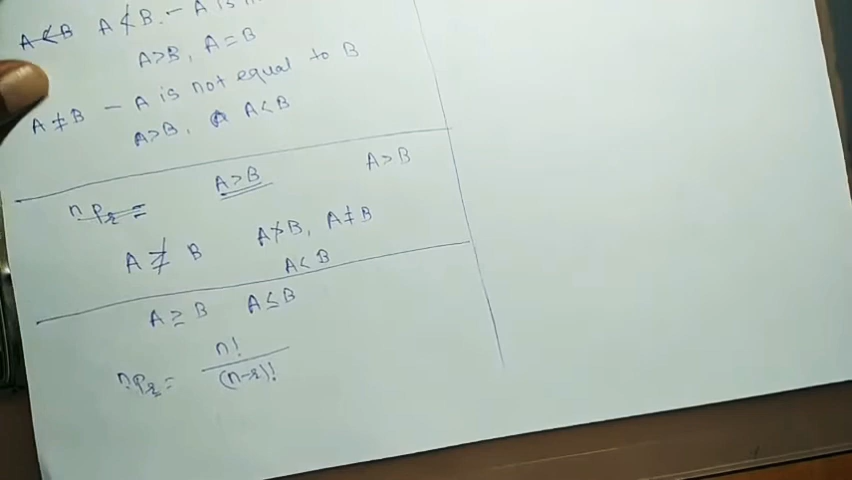 A≮B A≮B. - A is
A>B, A=B
A≠B - A is not equal to B
A>B, A<B
A>B A>B
nPr =
A≱B A≯B, A≠B
A<B
A≥B A≤B
nPr = n!/(n-r)!